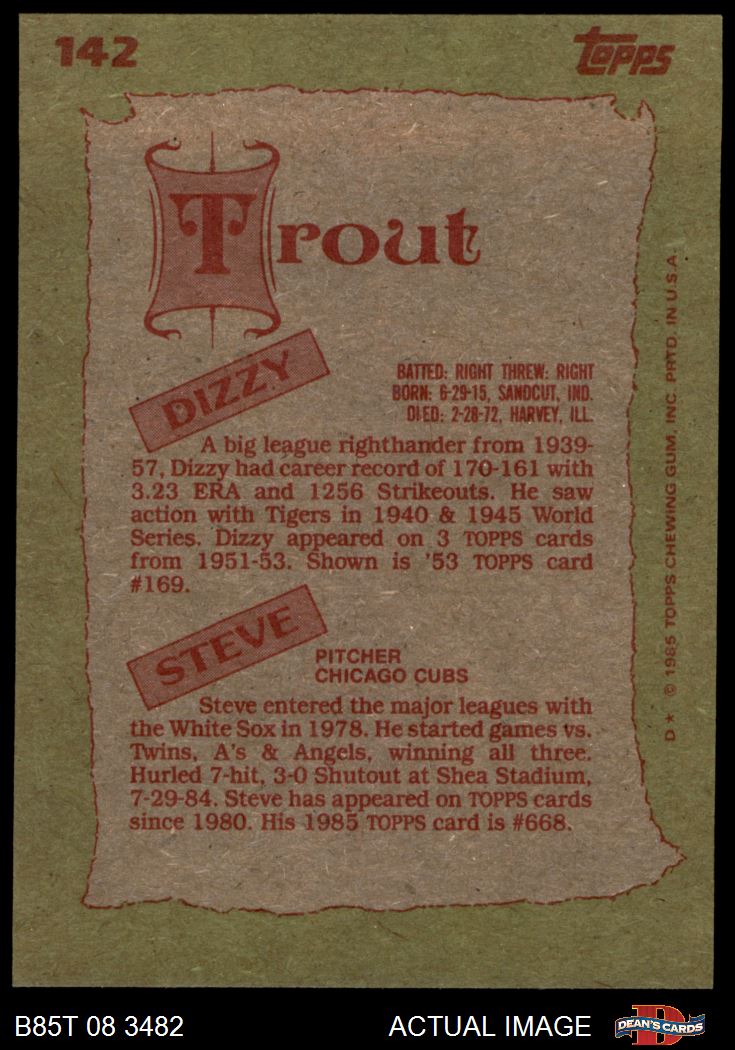 142
Topps
Trout
DIZZY
BATTED: RIGHT THREW: RIGHT
BORN: 6-29-15, SANDCUT, IND.
DIED: 2-28-72, HARVEY, ILL.
A big league righthander from 1939-
57, Dizzy had career record of 170-161 with
3.23 ERA and 1256 Strikeouts. He saw
action with Tigers in 1940 & 1945 World
Series. Dizzy appeared on 3 TOPPS cards
from 1951-53. Shown is '53 TOPPS card
#169.
STEVE
PITCHER
CHICAGO CUBS
Steve entered the major leagues with
the White Sox in 1978. He started games vs.
Twins, A's & Angels, winning all three.
Hurled 7-hit, 3-0 Shutout at Shea Stadium,
7-29-84. Steve has appeared on TOPPS cards
since 1980. His 1985 TOPPS card is #668.
D* © 1985 TOPPS CHEWING GUM, INC. PRTD. IN U.S.A.
B85T 08 3482
ACTUAL IMAGE
D
DEAN'S CARDS